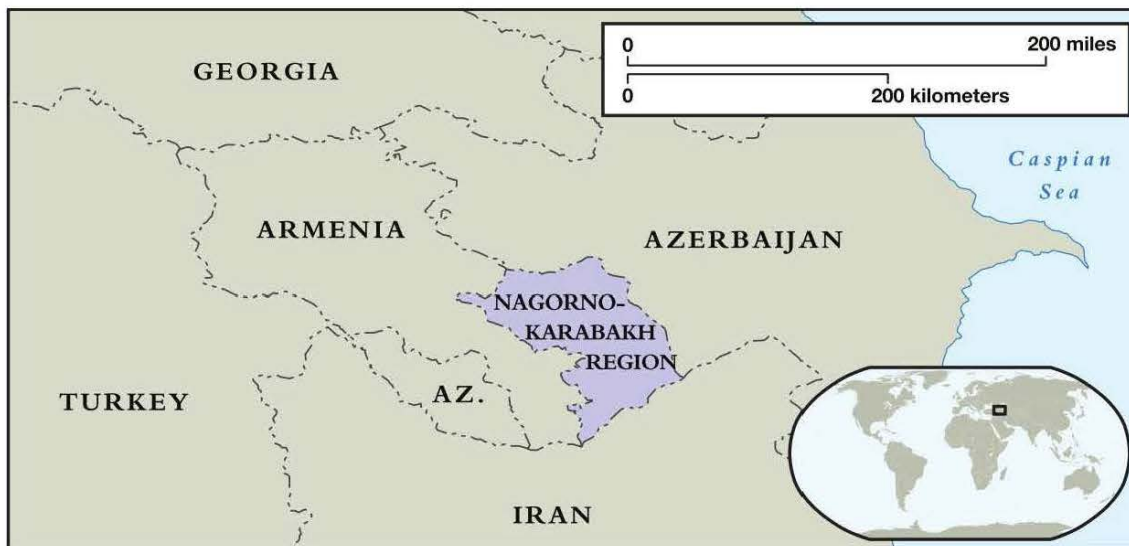 GEORGIA
0 200 miles
0 200 kilometers
Caspian
Sea
ARMENIA
AZERBAIJAN
NAGORNO-
KARABAKH
REGION
AZ.
TURKEY
IRAN